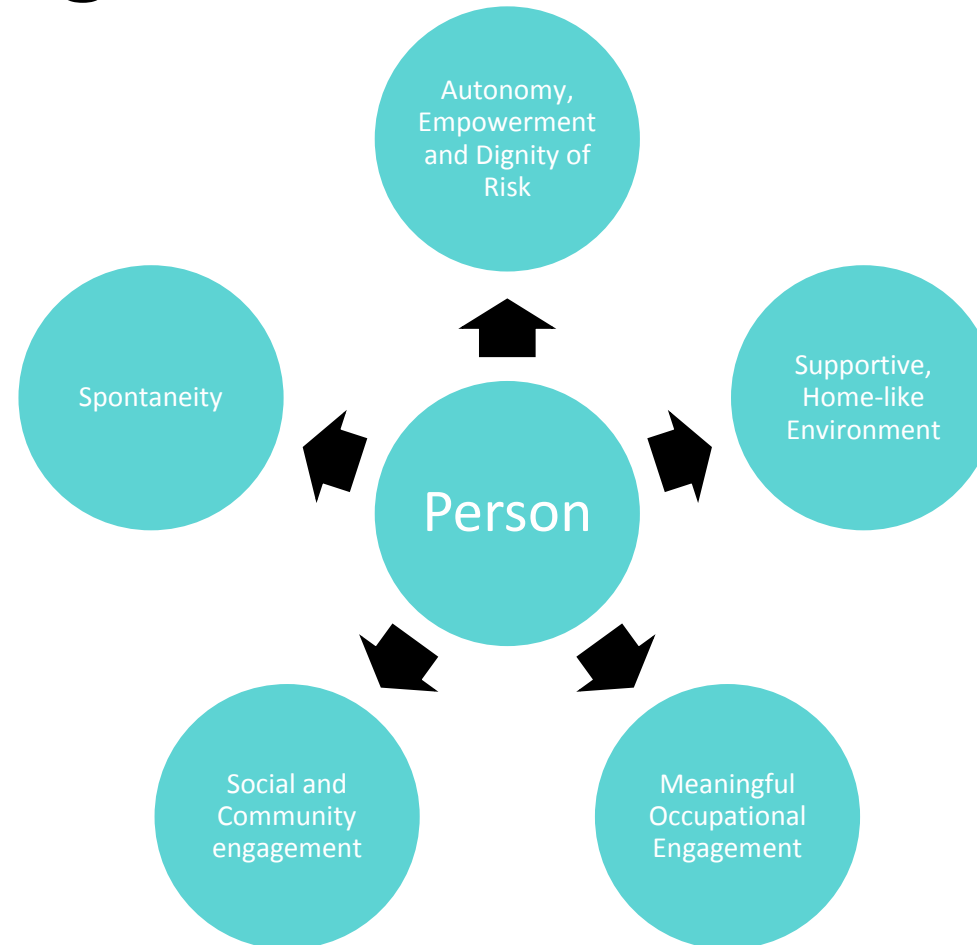 Autonomy,
Empowerment
and Dignity of
Risk
Spontaneity
Supportive,
Home-like
Environment
Person
Social and
Community
engagement
Meaningful
Occupational
Engagement